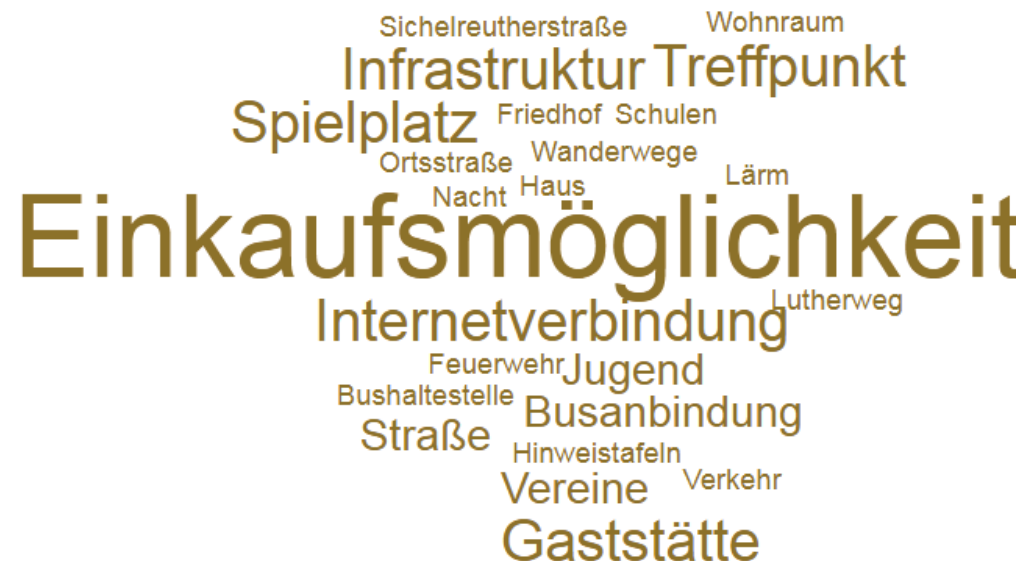 Sichelreutherstraße Wohnraum
Infrastruktur Treffpunkt
Spielplatz Friedhof Schulen
Ortsstraße Wanderwege Lärm
Nacht Haus
Einkaufsmöglichkeit
Internetverbindung Lutherweg
Feuerwehr Jugend
Bushaltestelle Busanbindung
Straße Hinweistafeln
Vereine Verkehr
Gaststätte